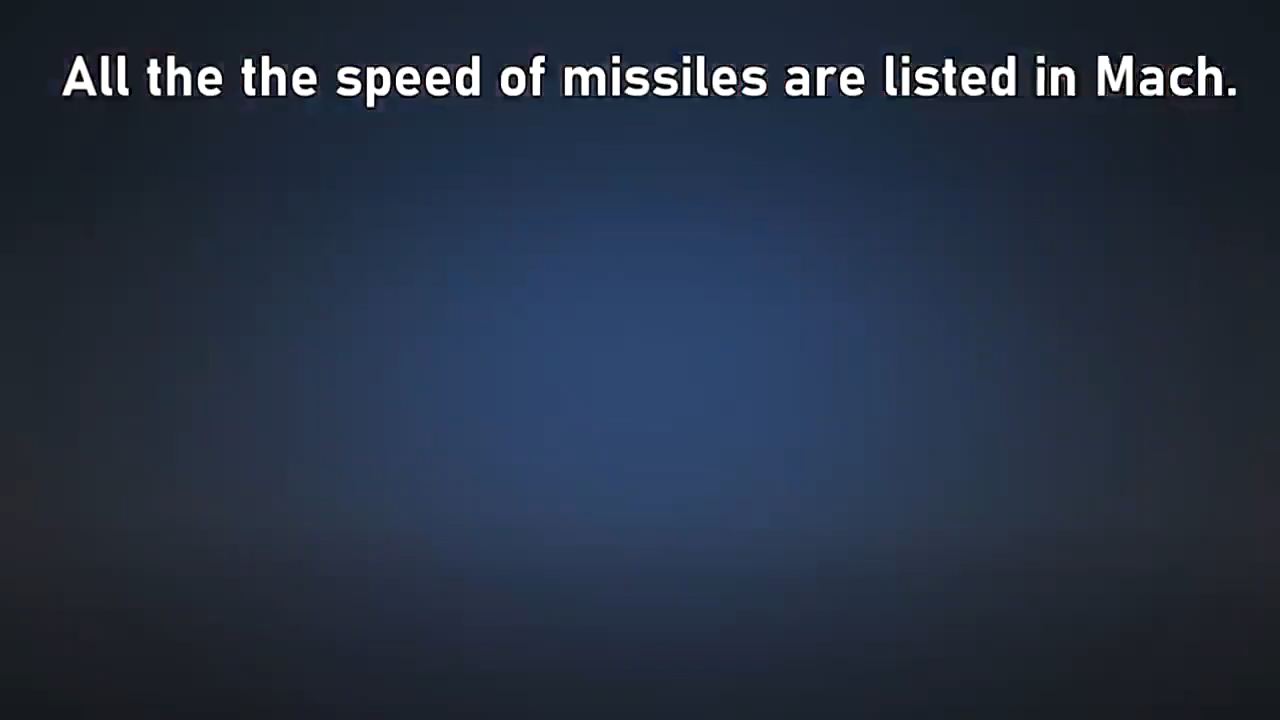 All the the speed of missiles are listed in Mach.